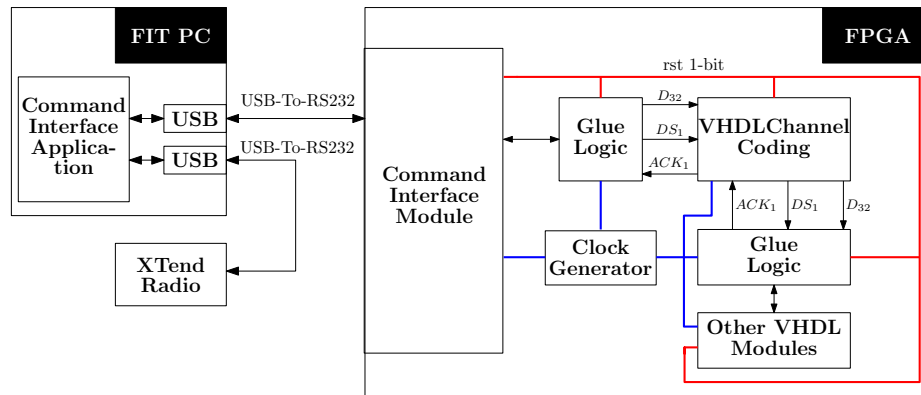 FIT PC
FPGA
rst 1-bit
Command
Interface
Applica-
tion
USB
USB
USB-To-RS232
USB-To-RS232
XTend
Radio
Command
Interface
Module
Glue
Logic
D32
DS1
ACK1
VHDLChannel
Coding
ACK1
DS1
D32
Clock
Generator
Glue
Logic
Other VHDL
Modules